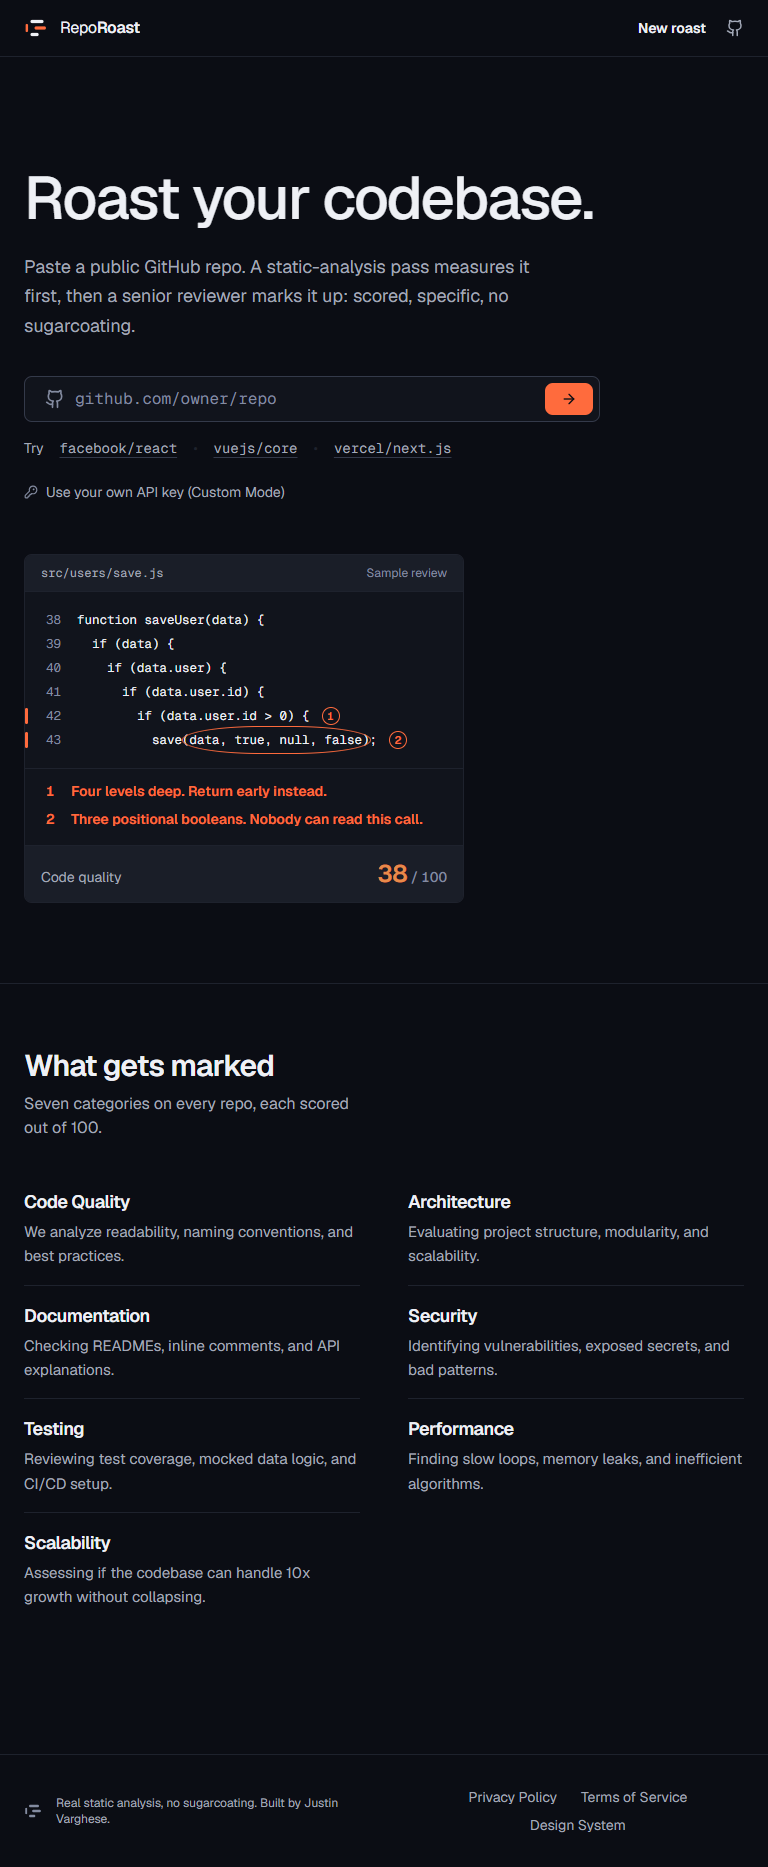 RepoRoast
New roast
Roast your codebase.
Paste a public GitHub repo. A static-analysis pass measures it
first, then a senior reviewer marks it up: scored, specific, no
sugarcoating.
github.com/owner/repo
Try facebook/react · vuejs/core · vercel/next.js
Use your own API key (Custom Mode)
src/users/save.js
Sample review
38 function saveUser(data) {
39 if (data) {
40 if (data.user) {
41 if (data.user.id) {
42 if (data.user.id > 0) { 1
43 save(data, true, null, false); 2
1 Four levels deep. Return early instead.
2 Three positional booleans. Nobody can read this call.
Code quality
38 / 100
What gets marked
Seven categories on every repo, each scored
out of 100.
Code Quality
We analyze readability, naming conventions, and
best practices.
Architecture
Evaluating project structure, modularity, and
scalability.
Documentation
Checking READMEs, inline comments, and API
explanations.
Security
Identifying vulnerabilities, exposed secrets, and
bad patterns.
Testing
Reviewing test coverage, mocked data logic, and
CI/CD setup.
Performance
Finding slow loops, memory leaks, and inefficient
algorithms.
Scalability
Assessing if the codebase can handle 10x
growth without collapsing.
Real static analysis, no sugarcoating. Built by Justin
Varghese.
Privacy Policy
Terms of Service
Design System